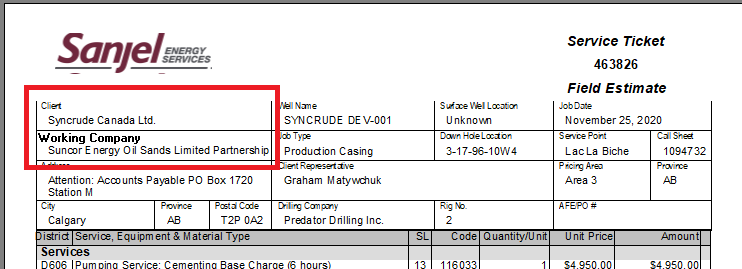 Sanjel ENERGY SERVICES
Service Ticket
463826
Field Estimate
Client Well Name Surface Well Location Job Date
Syncrude Canada Ltd. SYNCRUDE DEV-001 Unknown November 25, 2020
Working Company Job Type Down Hole Location Service Point Call Sheet
Suncor Energy Oil Sands Limited Partnership Production Casing 3-17-96-10W4 Lac La Biche 1094732
Address Client Representative Pricing Area Province
Attention: Accounts Payable PO Box 1720 Graham Matywchuk Area 3 AB
Station M
City Province Postal Code Drilling Company Rig No. AFE/PO #
Calgary AB T2P 0A2 Predator Drilling Inc. 2
District Service, Equipment & Material Type SL Code Quantity/Unit Unit Price Amount
Services
D606 Pumping Service: Cementing Base Charge (6 hours) 13 116033 1 $4,950.00 $4,950.00